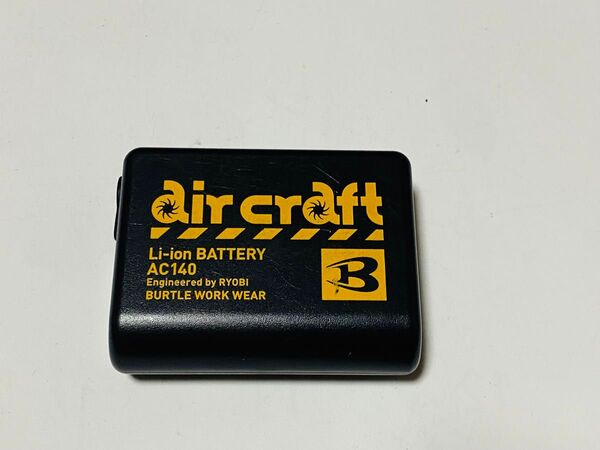 air craft
Li-ion BATTERY
AC140
Engineered by RYOBI
BURTLE WORK WEAR
B